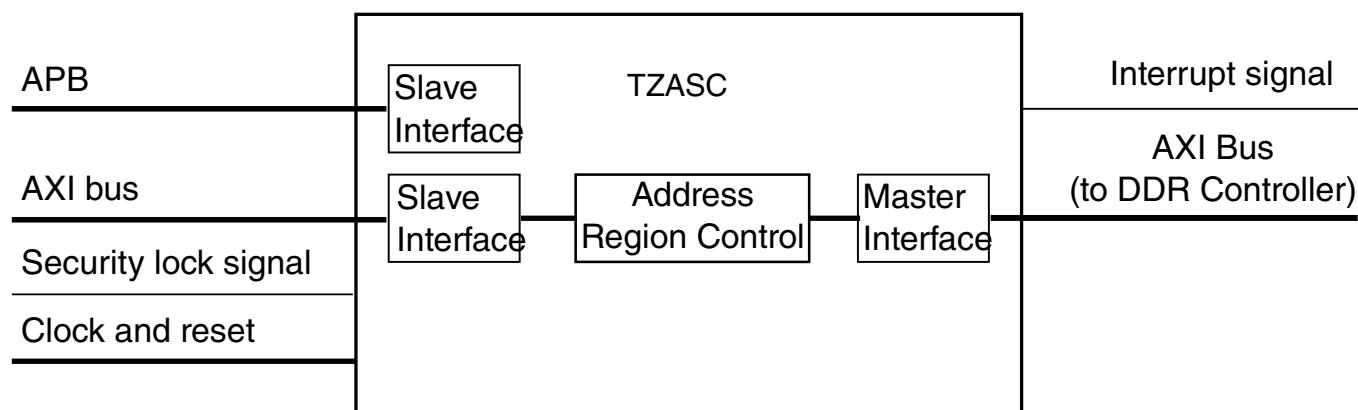 APB
Slave
Interface
TZASC
Interrupt signal
AXI bus
Slave
Interface
Address
Region Control
Master
Interface
AXI Bus
(to DDR Controller)
Security lock signal
Clock and reset